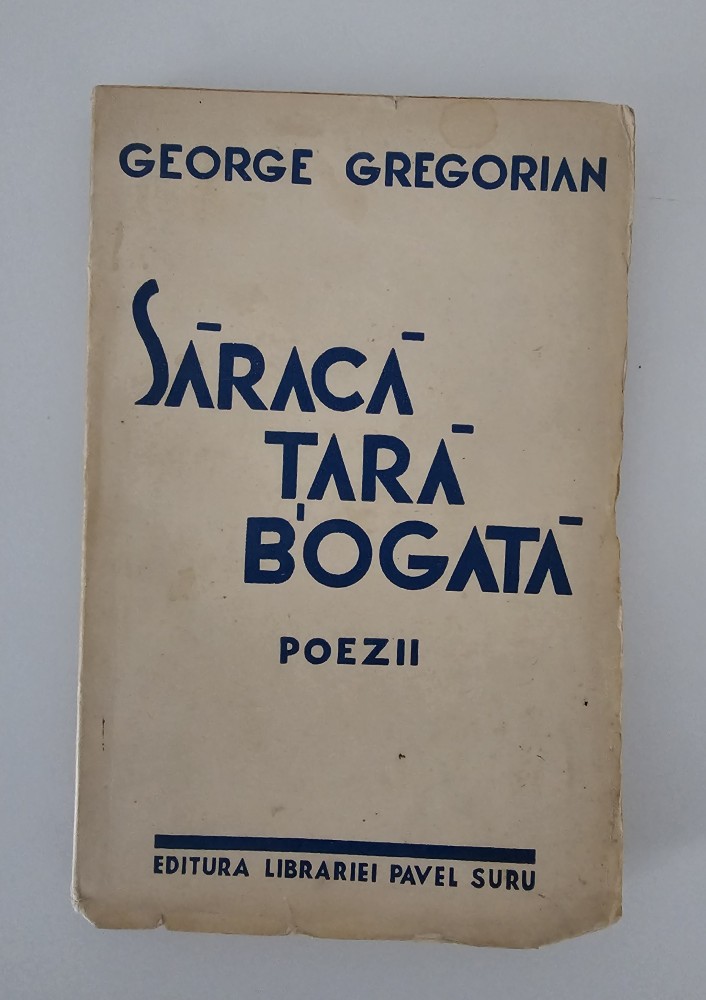 GEORGE GREGORIAN
SĂRACĂ
ȚARĂ
BOGATĂ
POEZII
EDITURA LIBRARIEI PAVEL SURU